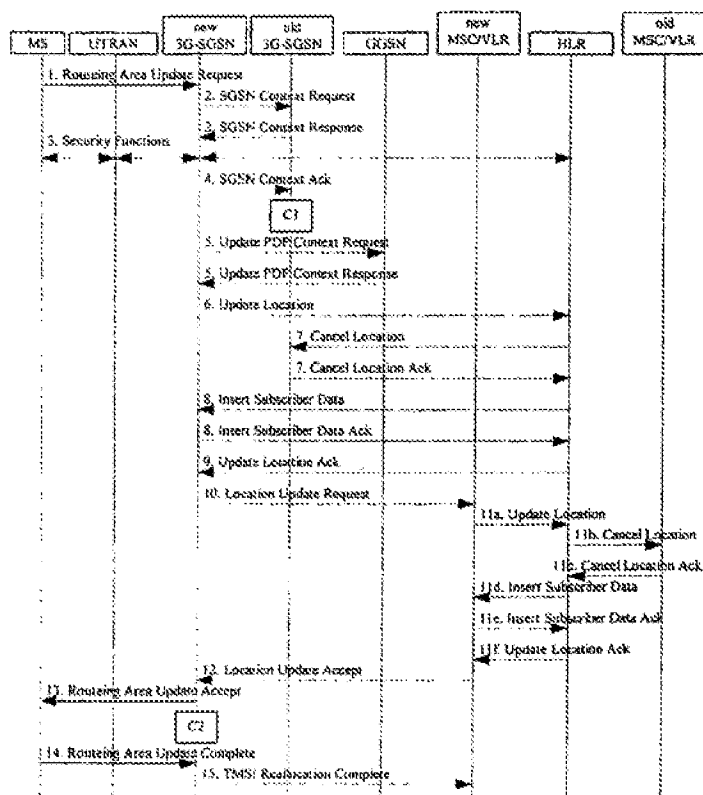 MS
UTRAN
new
3G-SGSN
old
3G-SGSN
GGSN
new
MSC/VLR
HLR
old
MSC/VLR
1. Routeing Area Update Request
2. SGSN Context Request
2. SGSN Context Response
3. Security Functions
4. SGSN Context Ack
C1
5. Update PDP Context Request
5. Update PDP Context Response
6. Update Location
7. Cancel Location
7. Cancel Location Ack
8. Insert Subscriber Data
8. Insert Subscriber Data Ack
9. Update Location Ack
10. Location Update Request
11a. Update Location
11b. Cancel Location
11c. Cancel Location Ack
11d. Insert Subscriber Data
11e. Insert Subscriber Data Ack
11f. Update Location Ack
12. Location Update Accept
13. Routeing Area Update Accept
C2
14. Routeing Area Update Complete
15. TMSI Reallocation Complete